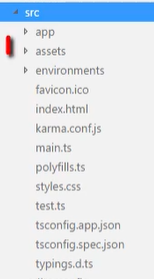 src
app
assets
environments
favicon.ico
index.html
karma.conf.js
main.ts
polyfills.ts
styles.css
test.ts
tsconfig.app.json
tsconfig.spec.json
typings.d.ts